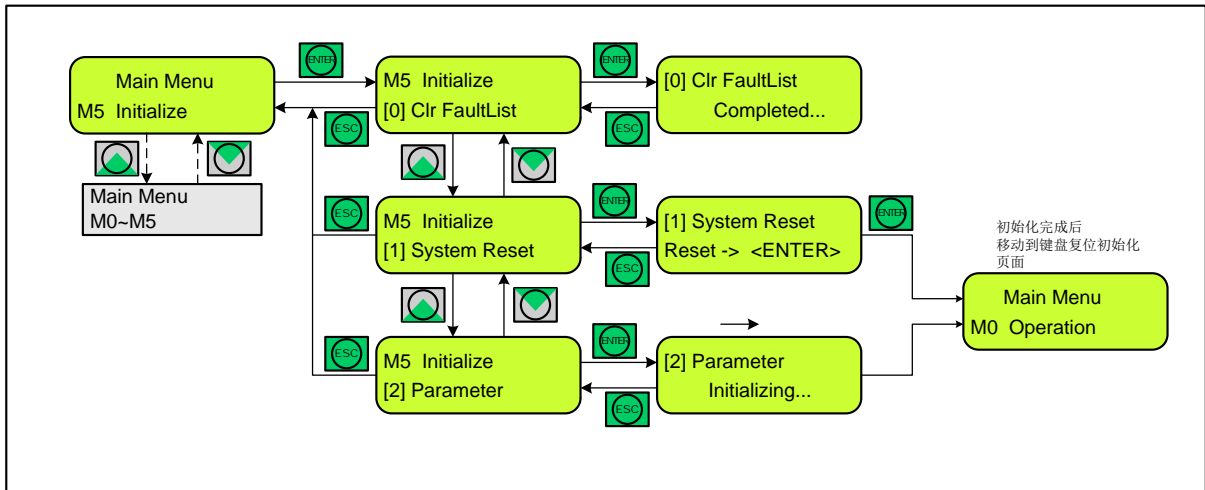 ENTER
ENTER
Main Menu
M5 Initialize
M5 Initialize
[0] Clr FaultList
[0] Clr FaultList
Completed...
ESC
ESC
Main Menu
M0~M5
ESC
M5 Initialize
[1] System Reset
ENTER
ESC
[1] System Reset
Reset -> <ENTER>
ENTER
初始化完成后
移动到键盘复位初始化
页面
Main Menu
M0 Operation
ESC
M5 Initialize
[2] Parameter
ENTER
ESC
[2] Parameter
Initializing...